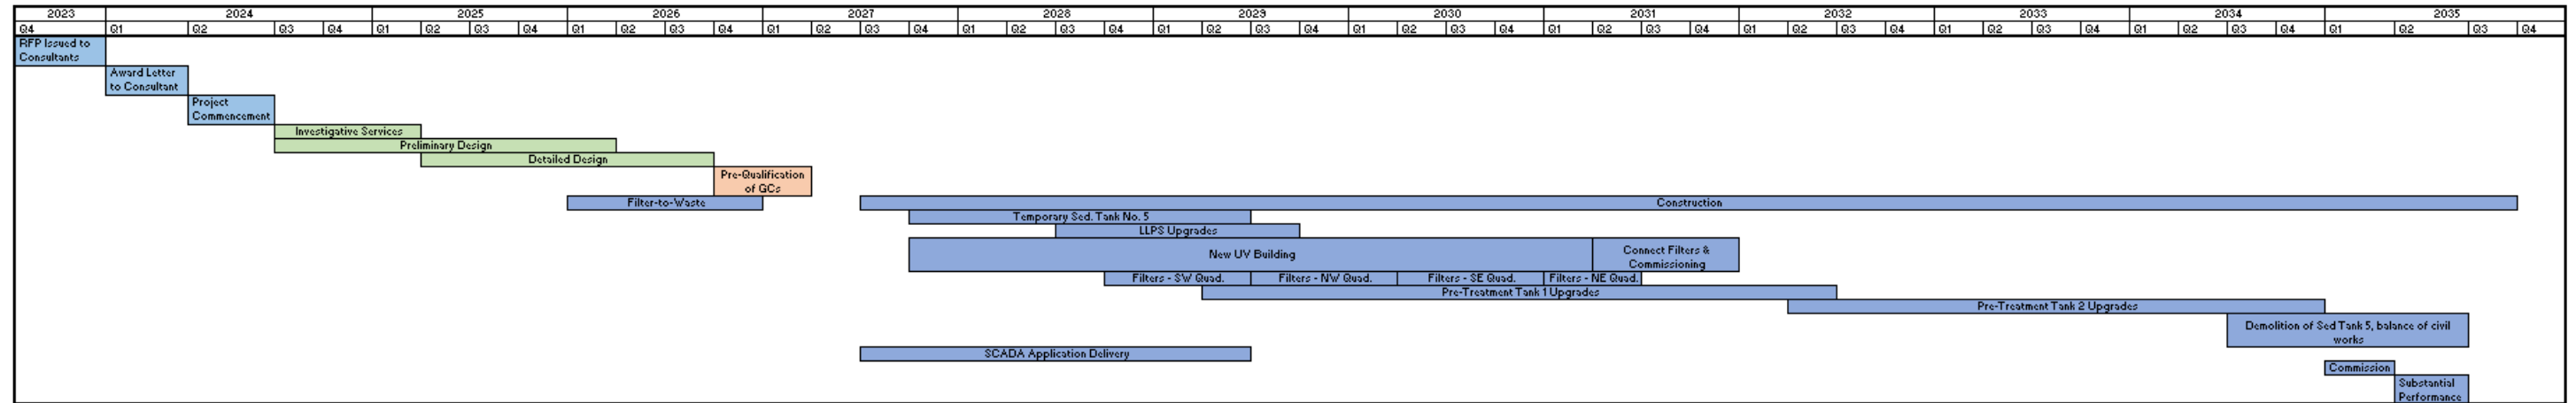 2023 2024 2025 2026 2027 2028 2029 2030 2031 2032 2033 2034 2035
Q4 Q1 Q2 Q3 Q4 Q1 Q2 Q3 Q4 Q1 Q2 Q3 Q4 Q1 Q2 Q3 Q4 Q1 Q2 Q3 Q4 Q1 Q2 Q3 Q4 Q1 Q2 Q3 Q4 Q1 Q2 Q3 Q4 Q1 Q2 Q3 Q4 Q1 Q2 Q3 Q4 Q1 Q2 Q3 Q4 Q1 Q2 Q3 Q4
RFP Issued to
Consultants
Award Letter
to Consultant
Project
Commencement
Investigative Services
Preliminary Design
Detailed Design
Pre-Qualification
of GCs
Filter-to-Waste
Construction
Temporary Sed. Tank No. 5
LLPS Upgrades
New UV Building
Connect Filters &
Commissioning
Filters - SW Quad.
Filters - NW Quad.
Filters - SE Quad.
Filters - NE Quad.
Pre-Treatment Tank 1 Upgrades
Pre-Treatment Tank 2 Upgrades
Demolition of Sed Tank 5, balance of civil
works
SCADA Application Delivery
Commission
Substantial
Performance